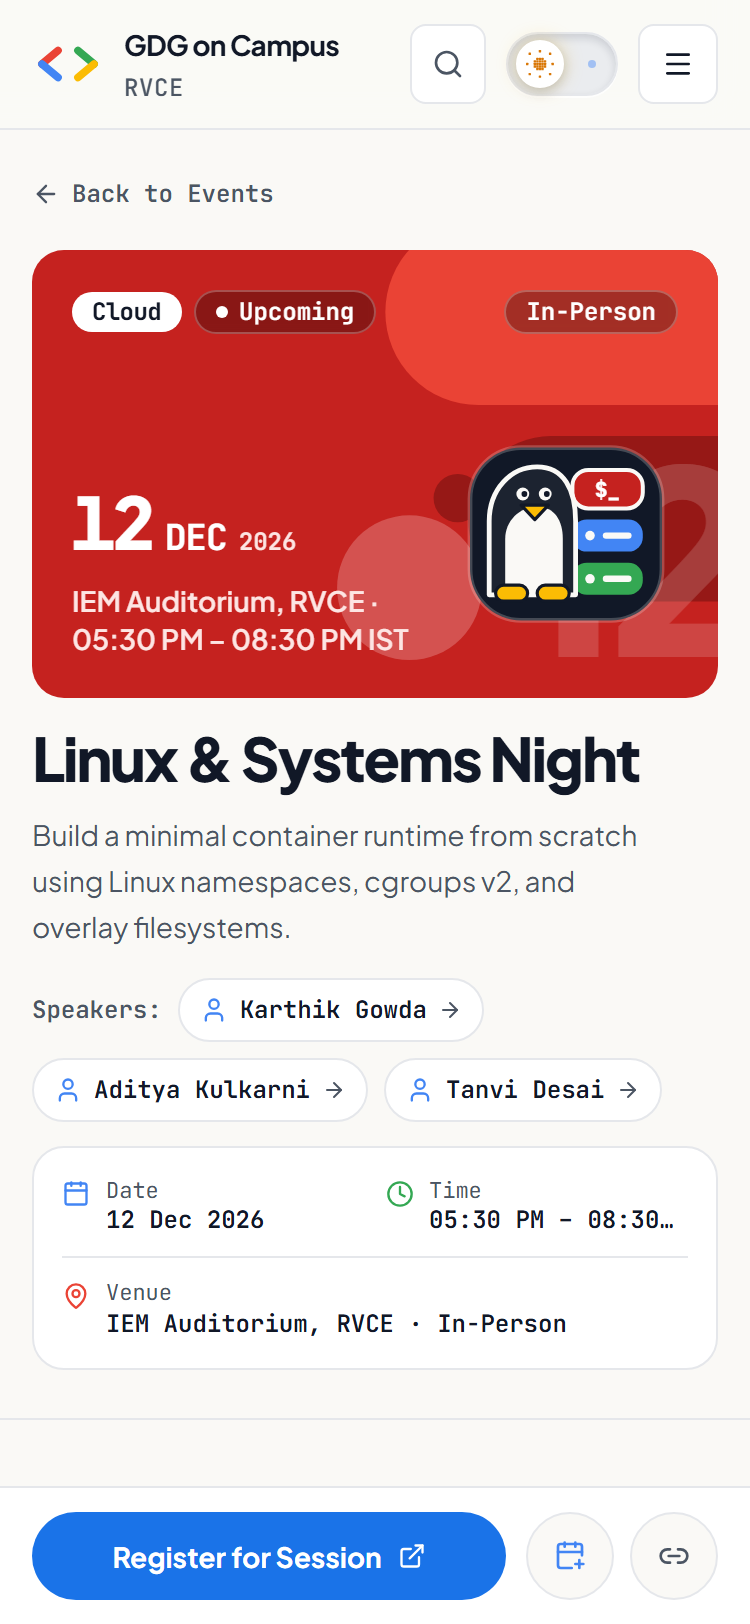 GDG on Campus
RVCE
Back to Events
Cloud
Upcoming
In-Person
12 DEC 2026
$_
12
IEM Auditorium, RVCE ·
05:30 PM – 08:30 PM IST
Linux & Systems Night
Build a minimal container runtime from scratch
using Linux namespaces, cgroups v2, and
overlay filesystems.
Speakers: Karthik Gowda
Aditya Kulkarni Tanvi Desai
Date
12 Dec 2026
Time
05:30 PM – 08:30…
Venue
IEM Auditorium, RVCE · In-Person
Register for Session